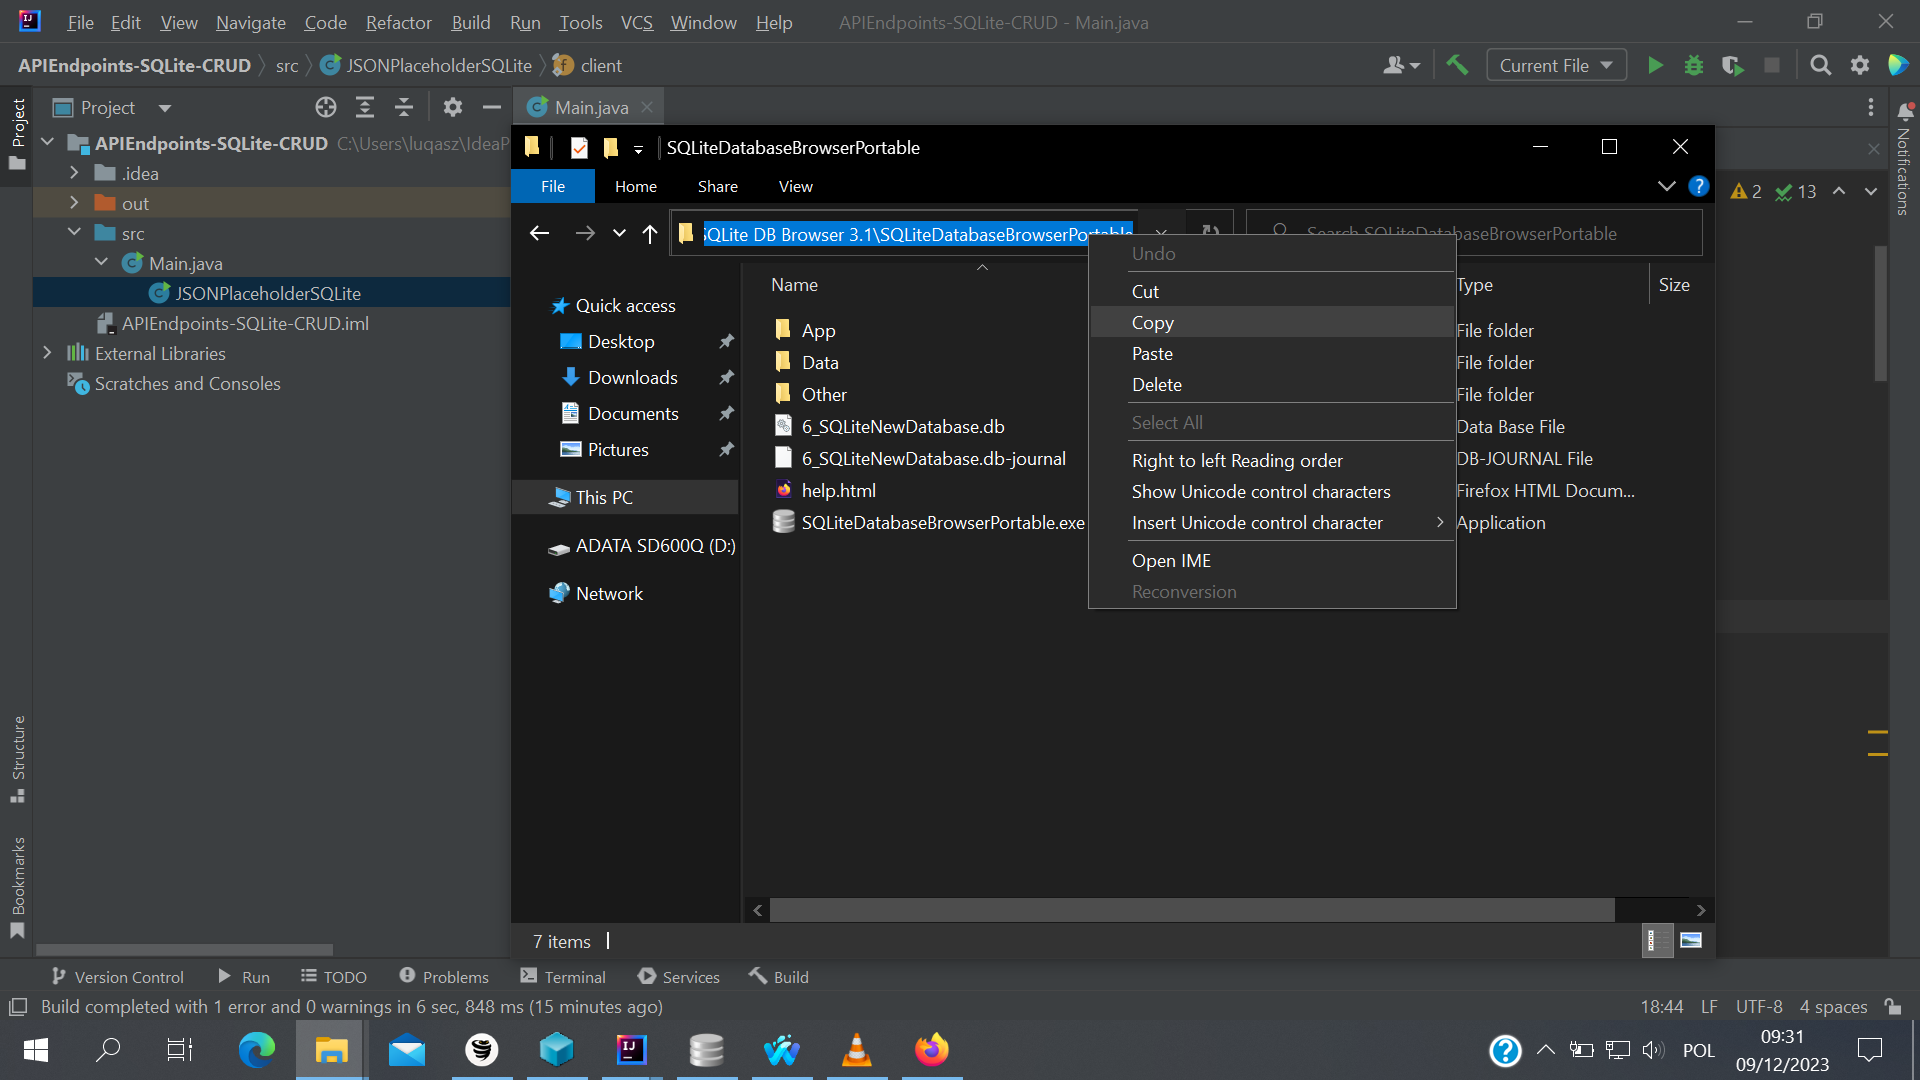 File Edit View Navigate Code Refactor Build Run Tools VCS Window Help APIEndpoints-SQLite-CRUD - Main.java
APIEndpoints-SQLite-CRUD src JSONPlaceholderSQLite client Current File
Project Main.java
SQLiteDatabaseBrowserPortable
File Home Share View
SQLite DB Browser 3.1\SQLiteDatabaseBrowserPortable
Search SQLiteDatabaseBrowserPortable
Project
APIEndpoints-SQLite-CRUD C:\Users\luqasz\IdeaP
.idea
out
src
Main.java
JSONPlaceholderSQLite
APIEndpoints-SQLite-CRUD.iml
External Libraries
Scratches and Consoles
Structure
Bookmarks
Quick access
Desktop
Downloads
Documents
Pictures
This PC
ADATA SD600Q (D:)
Network
Name Type Size
App File folder
Data File folder
Other File folder
6_SQLiteNewDatabase.db Data Base File
6_SQLiteNewDatabase.db-journal DB-JOURNAL File
help.html Firefox HTML Docum...
SQLiteDatabaseBrowserPortable.exe Application
Undo
Cut
Copy
Paste
Delete
Select All
Right to left Reading order
Show Unicode control characters
Insert Unicode control character
Open IME
Reconversion
2 13
Notifications
7 items
Version Control Run TODO Problems Terminal Services Build
Build completed with 1 error and 0 warnings in 6 sec, 848 ms (15 minutes ago) 18:44 LF UTF-8 4 spaces
POL 09:31
09/12/2023